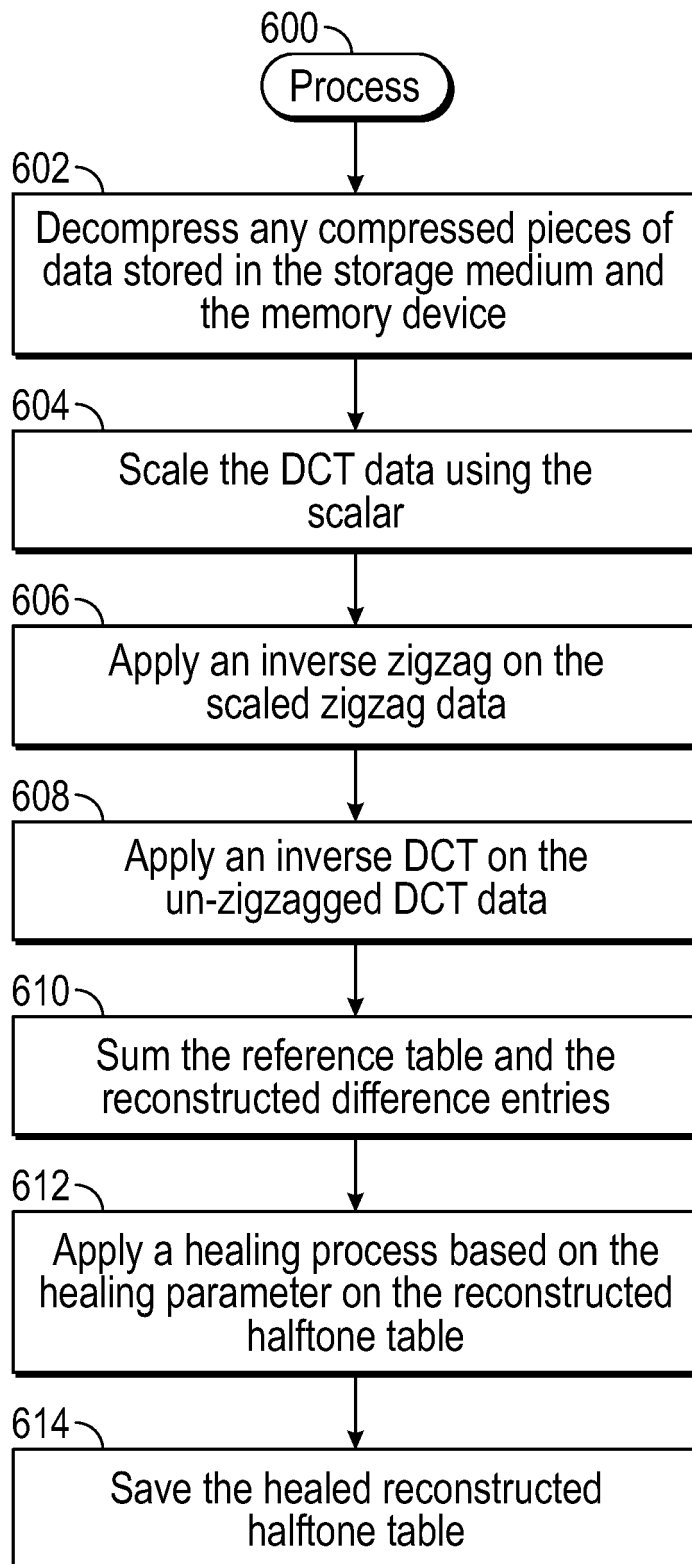 600
Process
602
Decompress any compressed pieces of
data stored in the storage medium and
the memory device
604
Scale the DCT data using the
scalar
606
Apply an inverse zigzag on the
scaled zigzag data
608
Apply an inverse DCT on the
un-zigzagged DCT data
610
Sum the reference table and the
reconstructed difference entries
612
Apply a healing process based on the
healing parameter on the reconstructed
halftone table
614
Save the healed reconstructed
halftone table